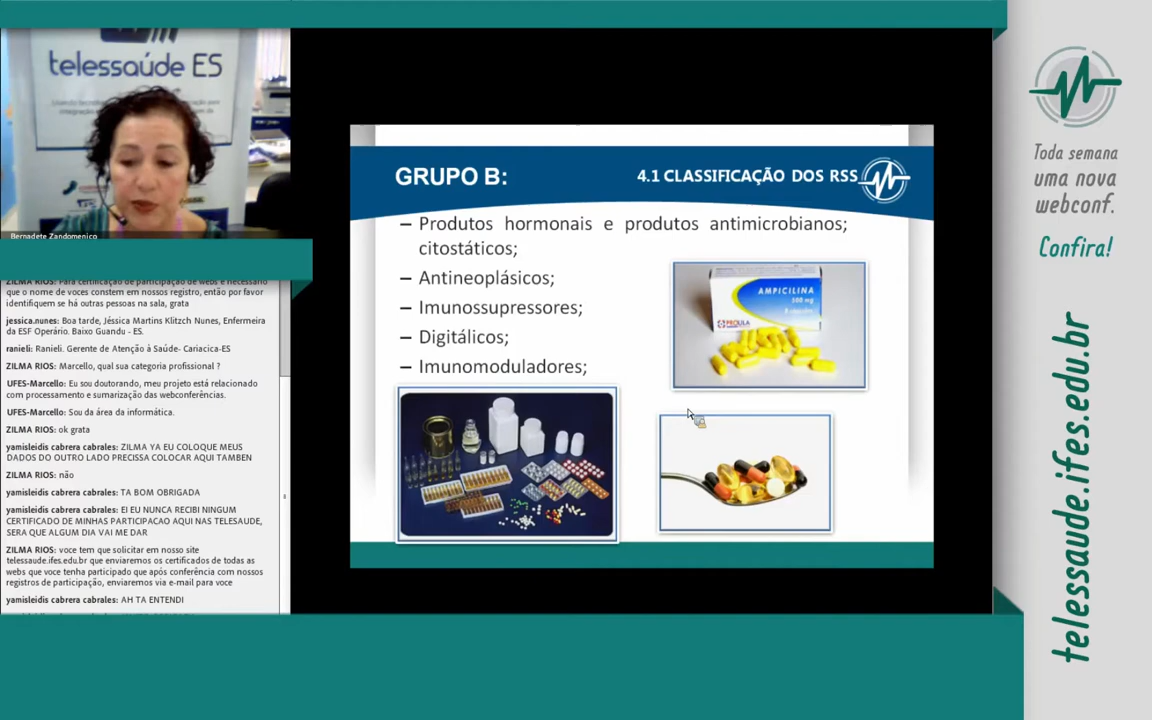 telessaúde ES
Bernadete Zandomenico
ZILMA RIOS: Para certificação de participação de webs é necessário
que o nome de voces constem em nossos registro, então por favor
identifiquem se há outras pessoas na sala, grata
jessica.nunes: Boa tarde, Jéssica Martins Klitzch Nunes, Enfermeira
da ESF Operário. Baixo Guandu - ES.
ranieli: Ranieli. Gerente de Atenção à Saúde- Cariacica-ES
ZILMA RIOS: Marcello, qual sua categoria profissional ?
UFES-Marcello: Eu sou doutorando, meu projeto está relacionado
com processamento e sumarização das webconferências.
UFES-Marcello: Sou da área da informática.
ZILMA RIOS: ok grata
yamisleidis cabrera cabrales: ZILMA YA EU COLOQUE MEUS
DADOS DO OUTRO LADO PRECISSA COLOCAR AQUI TAMBEN
ZILMA RIOS: não
yamisleidis cabrera cabrales: TA BOM OBRIGADA
yamisleidis cabrera cabrales: EI EU NUNCA RECIBI NINGUM
CERTIFICADO DE MINHAS PARTICIPACAO AQUI NAS TELESAUDE,
SERA QUE ALGUM DIA VAI ME DAR
ZILMA RIOS: voce tem que solicitar em nosso site
telessaude.ifes.edu.br que enviaremos os certificados de todas as
webs que voce tenha participado que após conferência com nossos
registros de participação, enviaremos via e-mail para voce
yamisleidis cabrera cabrales: AH TA ENTENDI
GRUPO B:
4.1 CLASSIFICAÇÃO DOS RSS
– Produtos hormonais e produtos antimicrobianos;
citostáticos;
– Antineoplásicos;
– Imunossupressores;
– Digitálicos;
– Imunomoduladores;
AMPICILINA
500 mg
Toda semana
uma nova
webconf.
Confira!
telessaude.ifes.edu.br